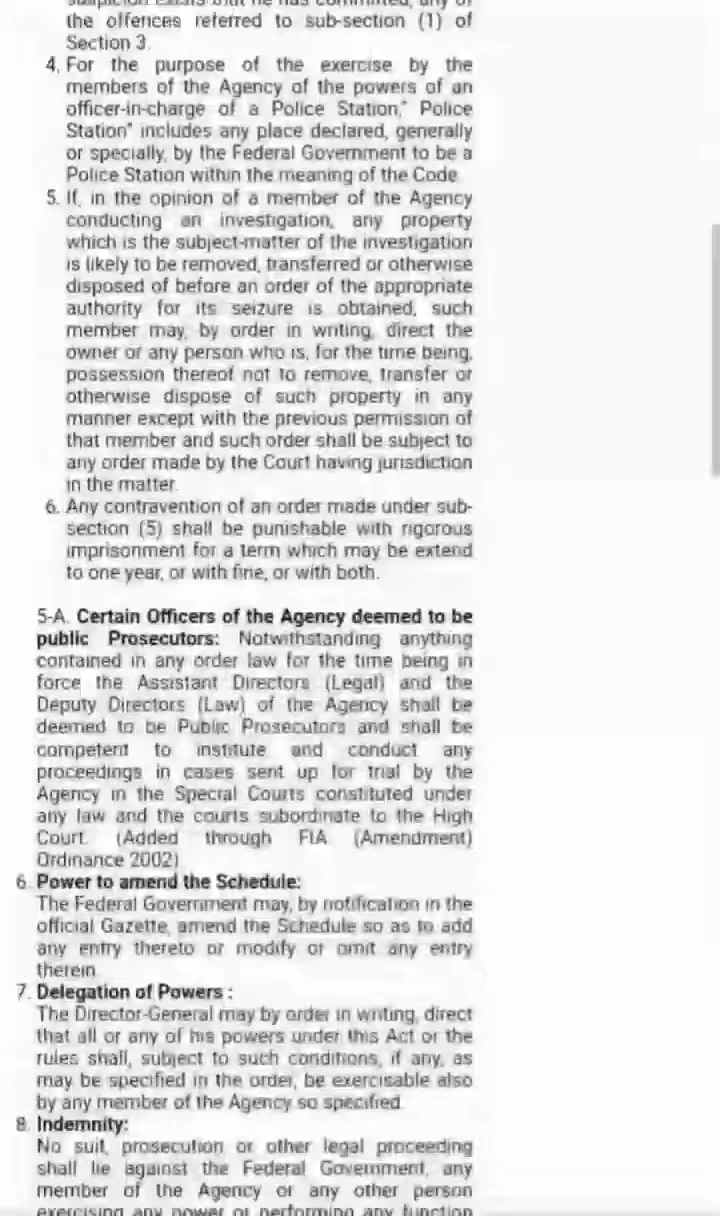 suspicion exists that he has committed, any of
the offences referred to sub-section (1) of
Section 3.
4. For the purpose of the exercise by the
members of the Agency of the powers of an
officer-in-charge of a Police Station," Police
Station" includes any place declared, generally
or specially, by the Federal Government to be a
Police Station within the meaning of the Code.
5. If, in the opinion of a member of the Agency
conducting an investigation, any property
which is the subject-matter of the investigation
is likely to be removed, transferred or otherwise
disposed of before an order of the appropriate
authority for its seizure is obtained, such
member may, by order in writing, direct the
owner or any person who is, for the time being,
possession thereof not to remove, transfer or
otherwise dispose of such property in any
manner except with the previous permission of
that member and such order shall be subject to
any order made by the Court having jurisdiction
in the matter.
6. Any contravention of an order made under sub-
section (5) shall be punishable with rigorous
imprisonment for a term which may be extend
to one year, or with fine, or with both.
5-A. Certain Officers of the Agency deemed to be
public Prosecutors: Notwithstanding anything
contained in any order law for the time being in
force the Assistant Directors (Legal) and the
Deputy Directors (Law) of the Agency shall be
deemed to be Public Prosecutors and shall be
competent to institute and conduct any
proceedings in cases sent up for trial by the
Agency in the Special Courts constituted under
any law and the courts subordinate to the High
Court. (Added through FIA (Amendment)
Ordinance 2002)
6. Power to amend the Schedule:
The Federal Government may, by notification in the
official Gazette, amend the Schedule so as to add
any entry thereto or modify or omit any entry
therein.
7. Delegation of Powers :
The Director-General may by order in writing, direct
that all or any of his powers under this Act or the
rules shall, subject to such conditions, if any, as
may be specified in the order, be exercisable also
by any member of the Agency so specified.
8. Indemnity:
No suit, prosecution or other legal proceeding
shall lie against the Federal Government, any
member of the Agency or any other person
exercising any power or performing any function